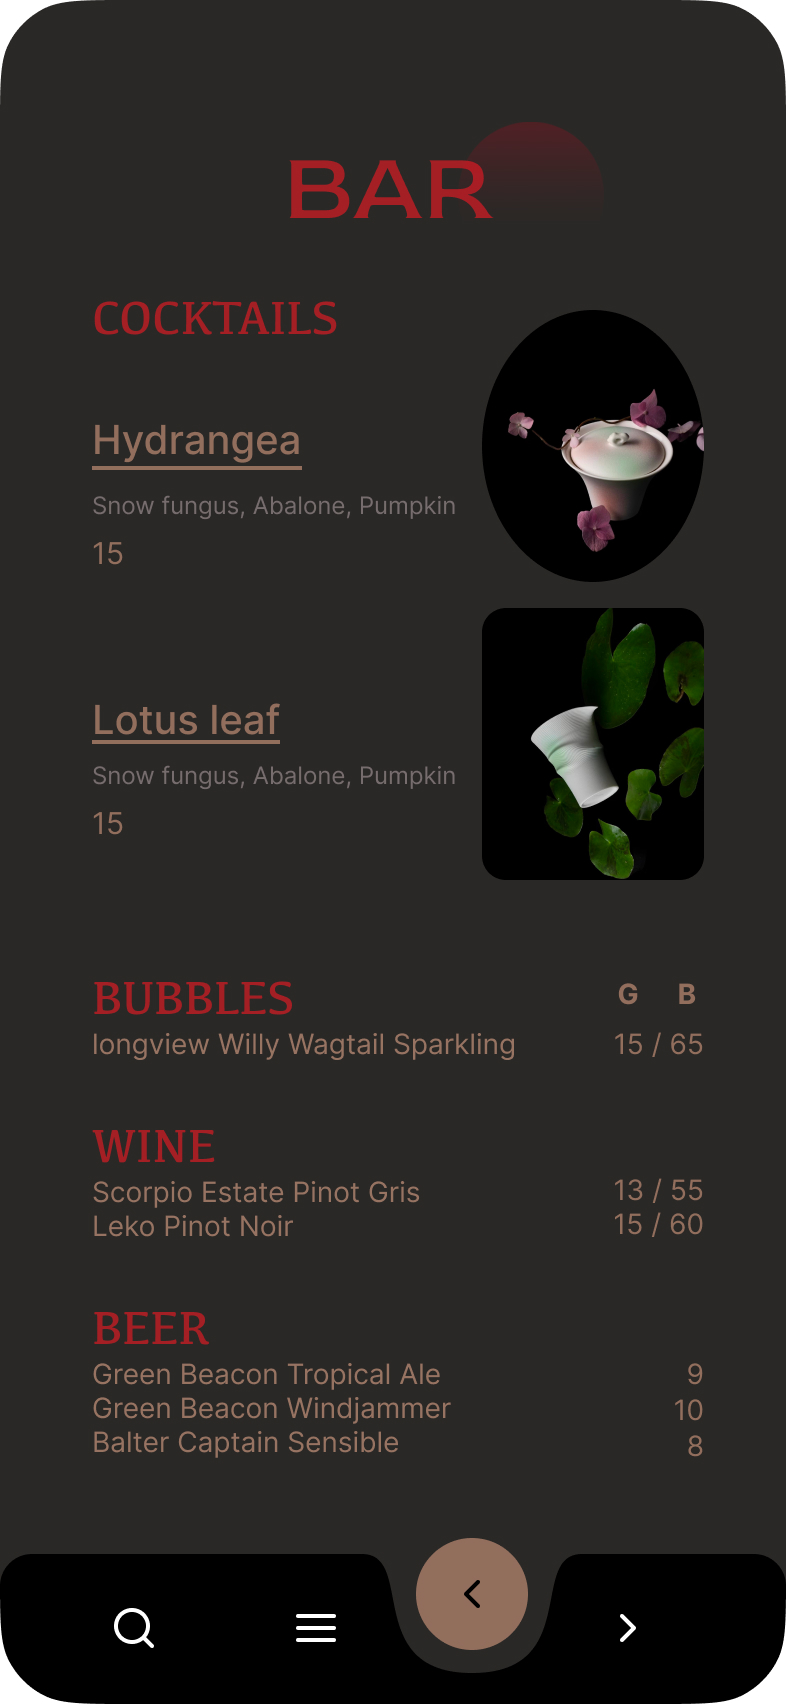 BAR
COCKTAILS
Hydrangea
Snow fungus, Abalone, Pumpkin
15
Lotus leaf
Snow fungus, Abalone, Pumpkin
15
BUBBLES G B
longview Willy Wagtail Sparkling 15 / 65
WINE
Scorpio Estate Pinot Gris 13 / 55
Leko Pinot Noir 15 / 60
BEER
Green Beacon Tropical Ale 9
Green Beacon Windjammer 10
Balter Captain Sensible 8